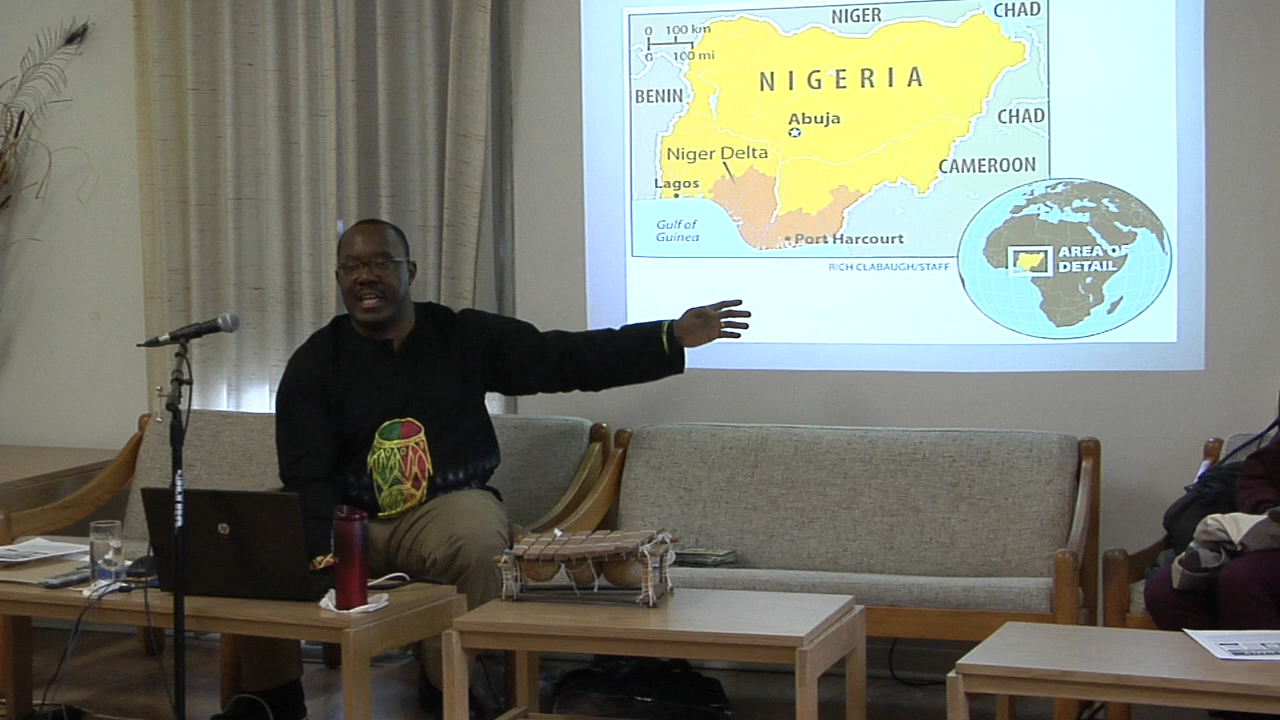 NIGER
CHAD
0 100 km
0 100 mi
NIGERIA
BENIN
Abuja
CHAD
Niger Delta
CAMEROON
Lagos
Gulf of
Guinea
Port Harcourt
RICH CLABAUGH/STAFF
AREA OF
DETAIL
hp